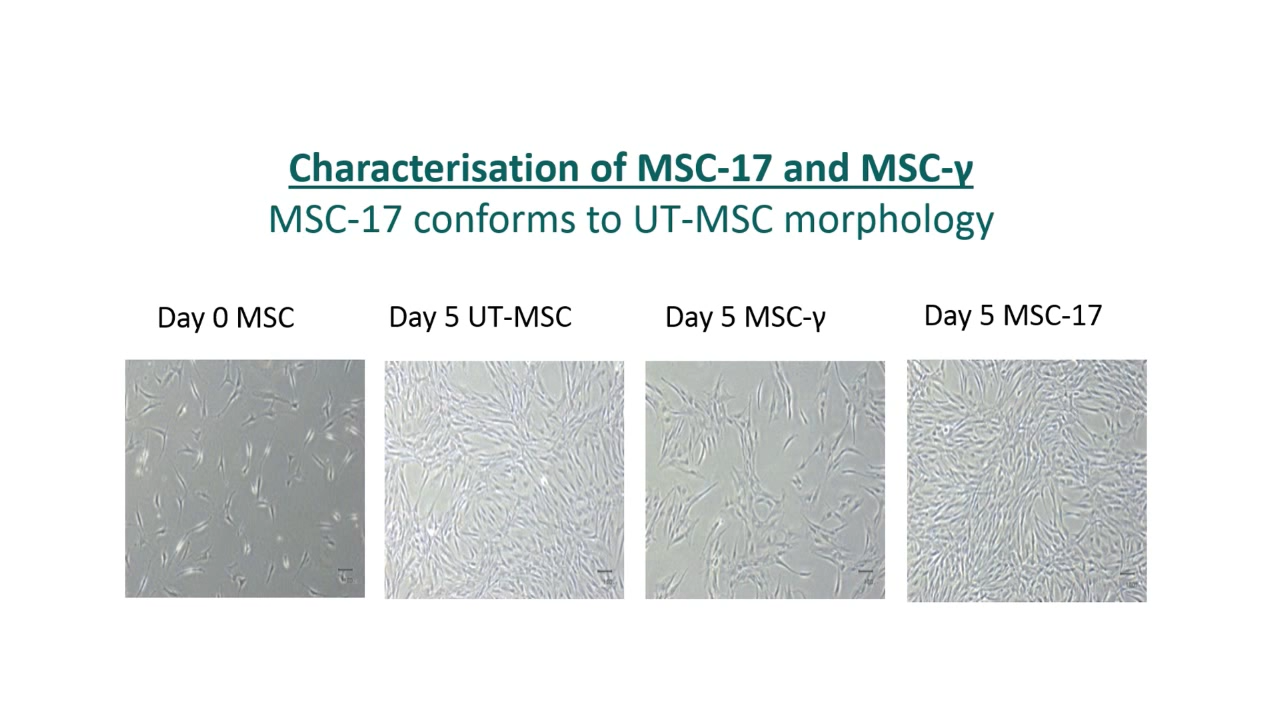 Characterisation of MSC-17 and MSC-γ
MSC-17 conforms to UT-MSC morphology
Day 0 MSC
Day 5 UT-MSC
Day 5 MSC-γ
Day 5 MSC-17